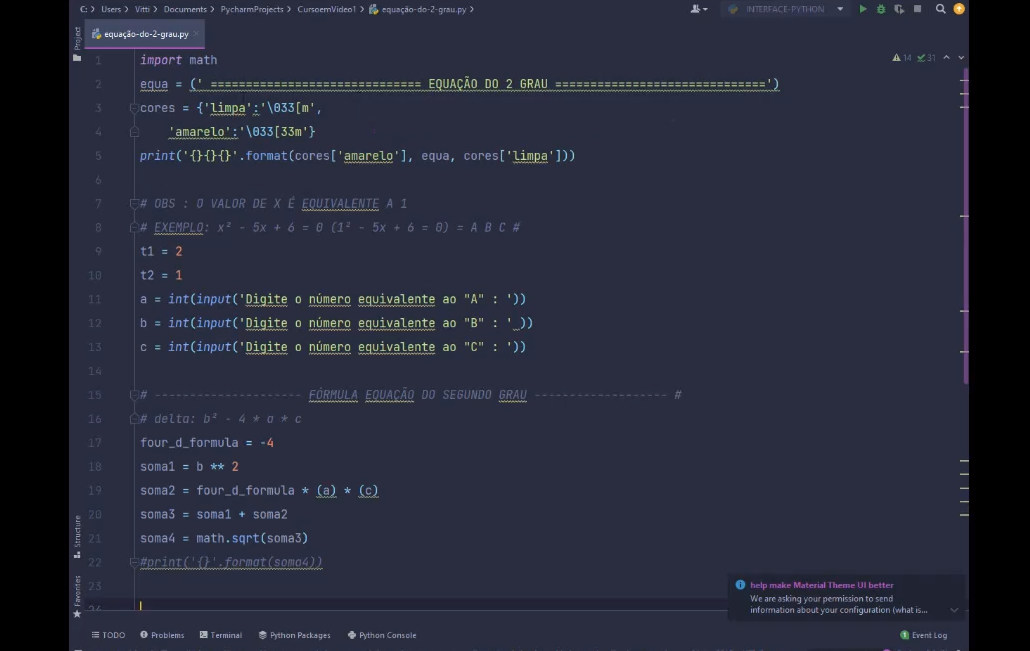 C: > Users > Vitti > Documents > PycharmProjects > CursoemVideo1 > equação-do-2-grau.py >
INTERFACE-PYTHON
Project
equação-do-2-grau.py
14 31
1 import math
2 equa = (' ============================= EQUAÇÃO DO 2 GRAU =============================')
3 cores = {'limpa':'\033[m',
4 'amarelo':'\033[33m'}
5 print('{}{}{}'.format(cores['amarelo'], equa, cores['limpa']))
6
7 # OBS : O VALOR DE X É EQUIVALENTE A 1
8 # EXEMPLO: x² - 5x + 6 = 0 (1² - 5x + 6 = 0) = A B C #
9 t1 = 2
10 t2 = 1
11 a = int(input('Digite o número equivalente ao "A" : '))
12 b = int(input('Digite o número equivalente ao "B" : ' ))
13 c = int(input('Digite o número equivalente ao "C" : '))
14
15 # --------------------- FÓRMULA EQUAÇÃO DO SEGUNDO GRAU ------------------- #
16 # delta: b² - 4 * a * c
17 four_d_formula = -4
18 soma1 = b ** 2
19 soma2 = four_d_formula * (a) * (c)
20 soma3 = soma1 + soma2
21 soma4 = math.sqrt(soma3)
22 #print('{}'.format(soma4))
23
24
Structure
Favorites
help make Material Theme UI better
We are asking your permission to send
information about your configuration (what is...
TODO Problems Terminal Python Packages Python Console 1 Event Log